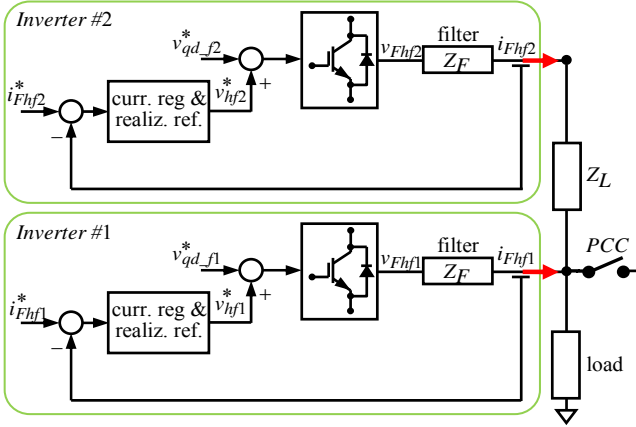 Inverter #2
v*qd_f2
filter
vFhf2
ZF
iFhf2
i*Fhf2
curr. reg &
realiz. ref.
v*hf2
+
−
ZL
Inverter #1
v*qd_f1
filter
vFhf1
ZF
iFhf1
PCC
i*Fhf1
curr. reg &
realiz. ref.
v*hf1
+
−
load